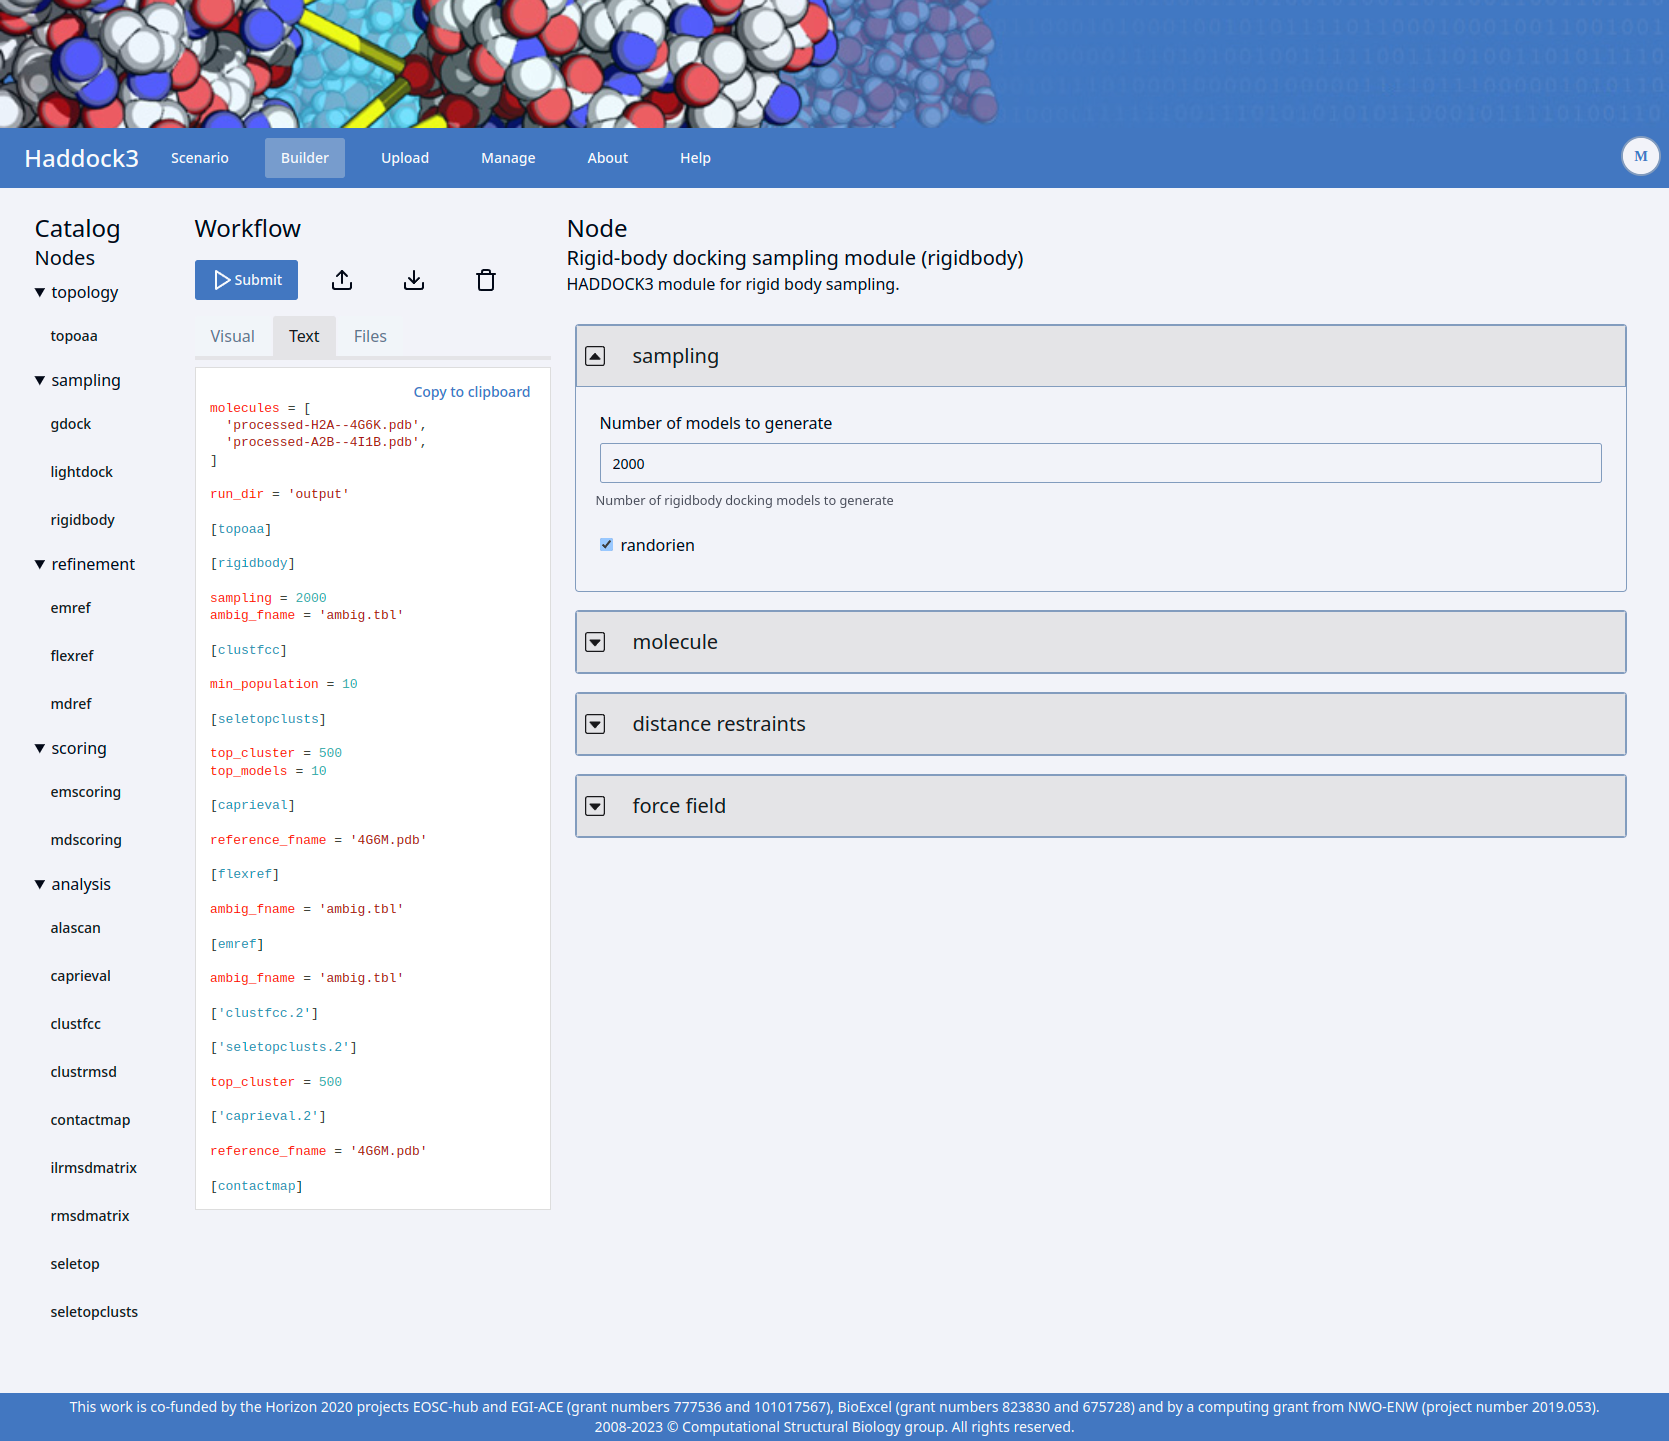 Haddock3
Scenario
Builder
Upload
Manage
About
Help
M
Catalog
Nodes
topology
topoaa
sampling
gdock
lightdock
rigidbody
refinement
emref
flexref
mdref
scoring
emscoring
mdscoring
analysis
alascan
caprieval
clustfcc
clustrmsd
contactmap
ilrmsdmatrix
rmsdmatrix
seletop
seletopclusts
Workflow
Submit
Visual
Text
Files
Copy to clipboard
molecules = [
'processed-H2A--4G6K.pdb',
'processed-A2B--4I1B.pdb',
]
run_dir = 'output'
[topoaa]
[rigidbody]
sampling = 2000
ambig_fname = 'ambig.tbl'
[clustfcc]
min_population = 10
[seletopclusts]
top_cluster = 500
top_models = 10
[caprieval]
reference_fname = '4G6M.pdb'
[flexref]
ambig_fname = 'ambig.tbl'
[emref]
ambig_fname = 'ambig.tbl'
['clustfcc.2']
['seletopclusts.2']
top_cluster = 500
['caprieval.2']
reference_fname = '4G6M.pdb'
[contactmap]
Node
Rigid-body docking sampling module (rigidbody)
HADDOCK3 module for rigid body sampling.
sampling
Number of models to generate
2000
Number of rigidbody docking models to generate
randorien
molecule
distance restraints
force field
This work is co-funded by the Horizon 2020 projects EOSC-hub and EGI-ACE (grant numbers 777536 and 101017567), BioExcel (grant numbers 823830 and 675728) and by a computing grant from NWO-ENW (project number 2019.053).
2008-2023 © Computational Structural Biology group. All rights reserved.